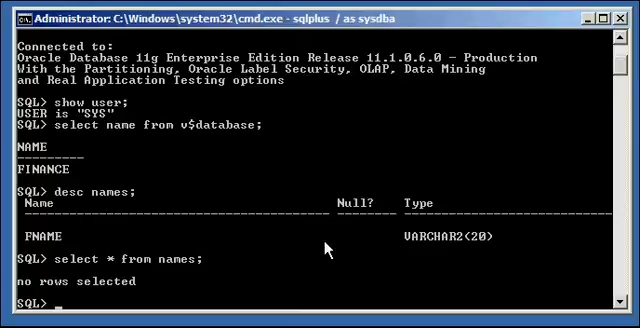 Administrator: C:\Windows\system32\cmd.exe - sqlplus / as sysdba
Connected to:
Oracle Database 11g Enterprise Edition Release 11.1.0.6.0 - Production
With the Partitioning, Oracle Label Security, OLAP, Data Mining
and Real Application Testing options
SQL> show user;
USER is "SYS"
SQL> select name from v$database;
NAME
---------
FINANCE
SQL> desc names;
Name Null? Type
----------------------------------------- -------- ----------------------------
FNAME VARCHAR2(20)
SQL> select * from names;
no rows selected
SQL> _